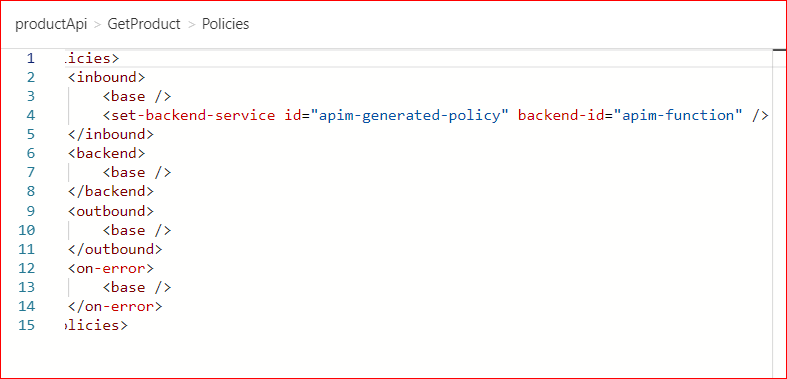 productApi > GetProduct > Policies
1 licies>
2 <inbound>
3 <base />
4 <set-backend-service id="apim-generated-policy" backend-id="apim-function" />
5 </inbound>
6 <backend>
7 <base />
8 </backend>
9 <outbound>
10 <base />
11 </outbound>
12 <on-error>
13 <base />
14 </on-error>
15 olicies>